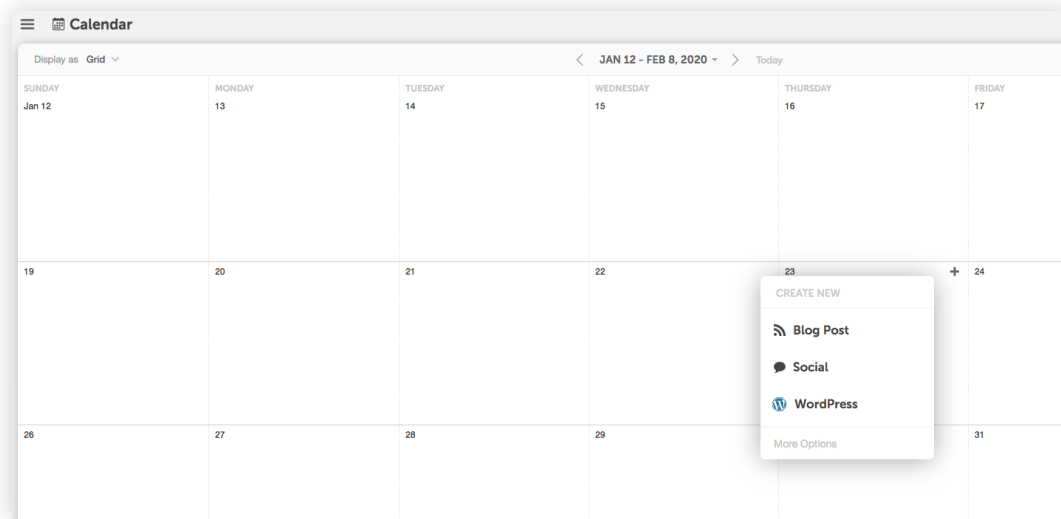 Calendar
Display as Grid
JAN 12 - FEB 8, 2020
Today
SUNDAY MONDAY TUESDAY WEDNESDAY THURSDAY FRIDAY
Jan 12 13 14 15 16 17
19 20 21 22 23 + 24
CREATE NEW
Blog Post
Social
WordPress
26 27 28 29 31
More Options